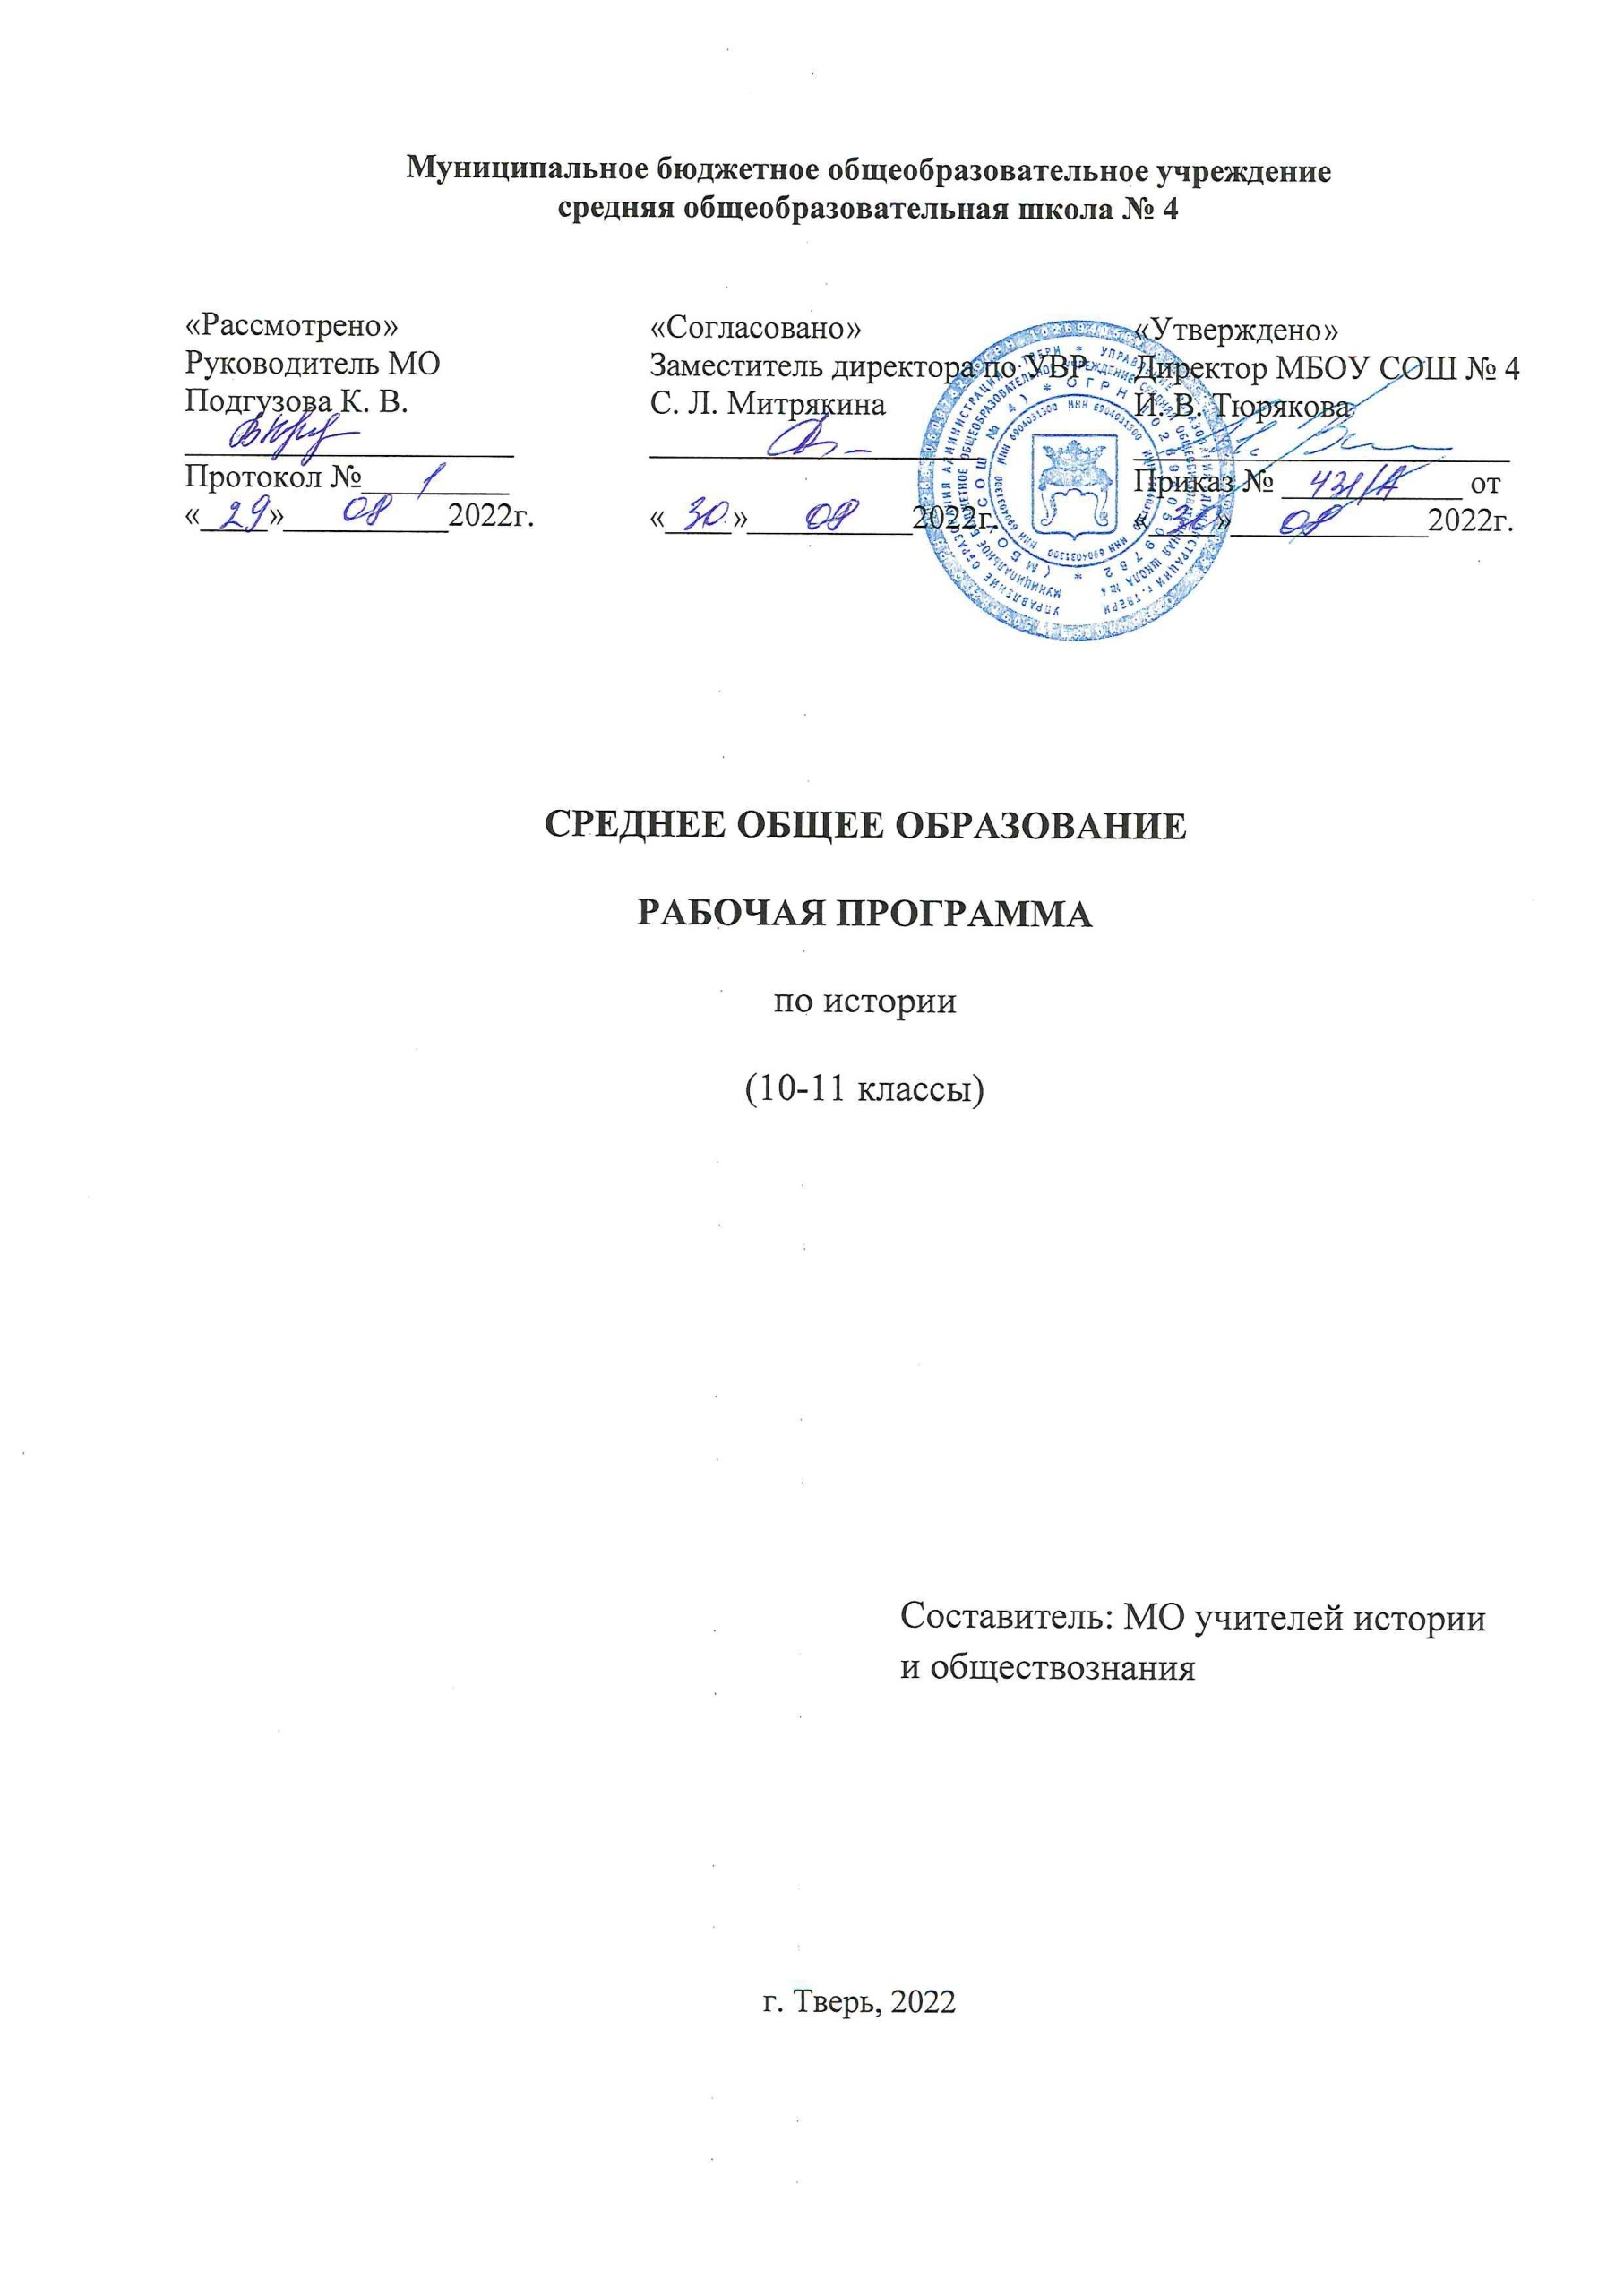 Муниципальное бюджетное общеобразовательное учреждение
средняя общеобразовательная школа № 4
«Рассмотрено»
Руководитель МО
Подгузова К. В.
Протокол № 1
«29» 08 2022г.
«Согласовано»
Заместитель директора по УВР
С. Л. Митрякина
«30» 08 2022г.
«Утверждено»
Директор МБОУ СОШ № 4
И. В. Тюрякова
Приказ № 431/А от
«30» 08 2022г.
СРЕДНЕЕ ОБЩЕЕ ОБРАЗОВАНИЕ
РАБОЧАЯ ПРОГРАММА
по истории
(10-11 классы)
Составитель: МО учителей истории
и обществознания
г. Тверь, 2022